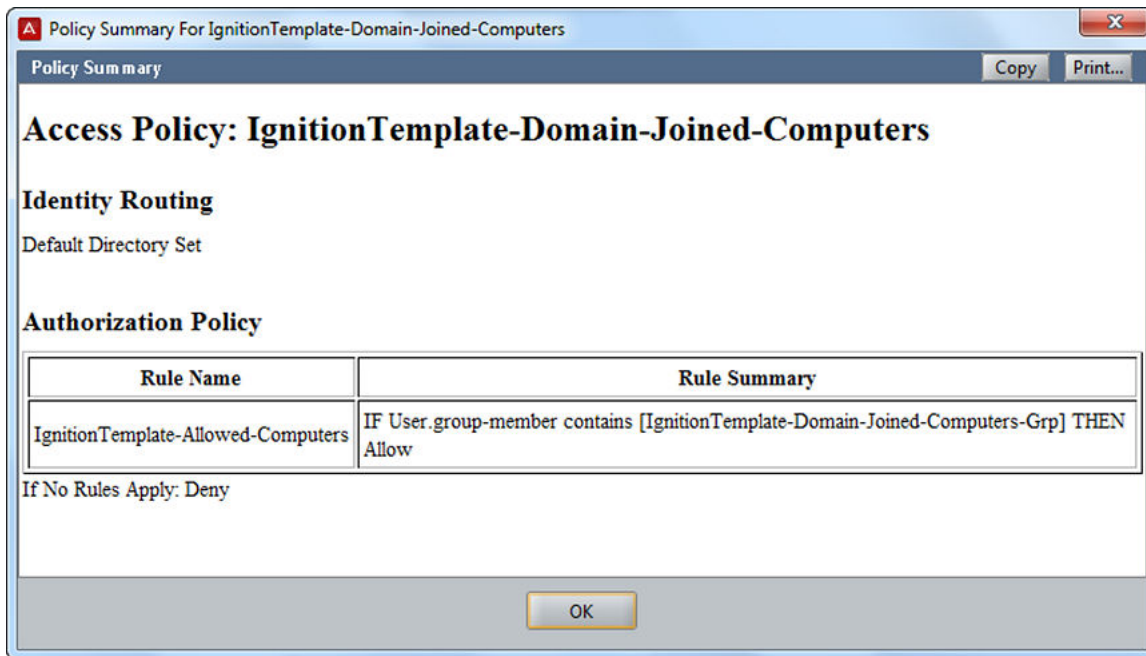 A Policy Summary For IgnitionTemplate-Domain-Joined-Computers
Policy Summary Copy Print...
Access Policy: IgnitionTemplate-Domain-Joined-Computers
Identity Routing
Default Directory Set
Authorization Policy
Rule Name Rule Summary
IgnitionTemplate-Allowed-Computers IF User.group-member contains [IgnitionTemplate-Domain-Joined-Computers-Grp] THEN
Allow
If No Rules Apply: Deny
OK